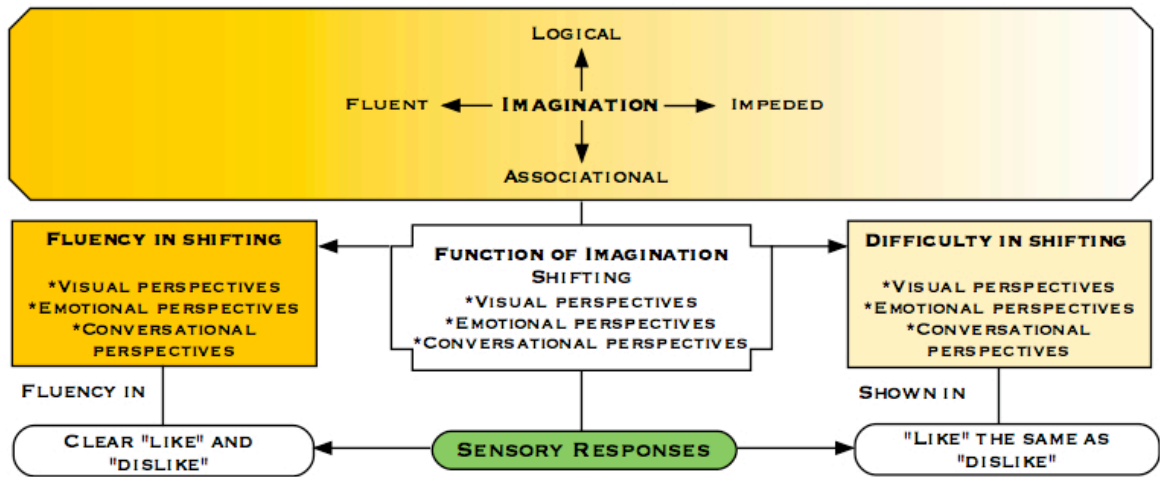 LOGICAL
FLUENT
IMAGINATION
IMPEDED
ASSOCIATIONAL
FLUENCY IN SHIFTING
*VISUAL PERSPECTIVES
*EMOTIONAL PERSPECTIVES
*CONVERSATIONAL
PERSPECTIVES
FUNCTION OF IMAGINATION
SHIFTING
*VISUAL PERSPECTIVES
*EMOTIONAL PERSPECTIVES
*CONVERSATIONAL PERSPECTIVES
DIFFICULTY IN SHIFTING
*VISUAL PERSPECTIVES
*EMOTIONAL PERSPECTIVES
*CONVERSATIONAL
PERSPECTIVES
FLUENCY IN
SHOWN IN
CLEAR "LIKE" AND
"DISLIKE"
SENSORY RESPONSES
"LIKE" THE SAME AS
"DISLIKE"